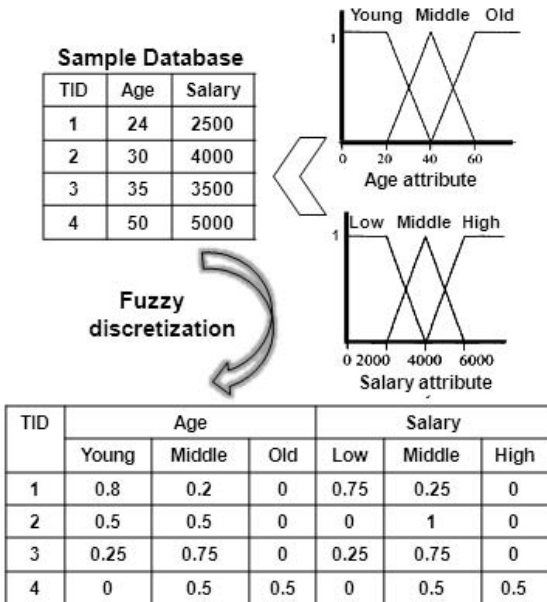 Sample Database
TID Age Salary
1 24 2500
2 30 4000
3 35 3500
4 50 5000
Young Middle Old
1
0 20 40 60
Age attribute
Low Middle High
1
0 2000 4000 6000
Salary attribute
Fuzzy
discretization
TID Age Salary
Young Middle Old Low Middle High
1 0.8 0.2 0 0.75 0.25 0
2 0.5 0.5 0 0 1 0
3 0.25 0.75 0 0.25 0.75 0
4 0 0.5 0.5 0 0.5 0.5